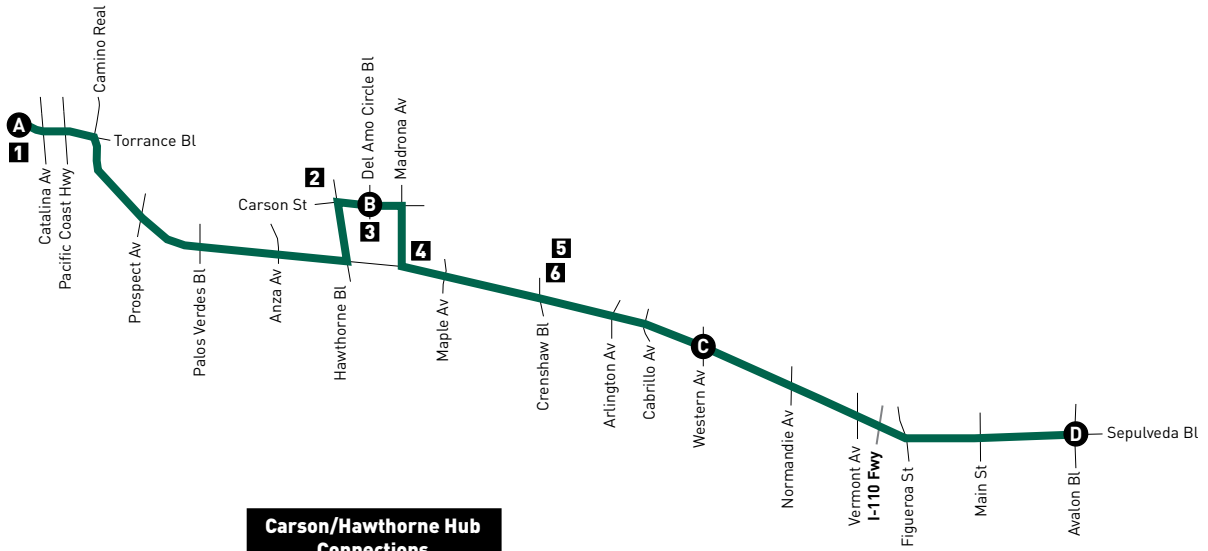 Camino Real
A
1
Torrance Bl
Catalina Av
Pacific Coast Hwy
Prospect Av
Palos Verdes Bl
Anza Av
Hawthorne Bl
2
Carson St
Del Amo Circle Bl
B
3
Madrona Av
4
Maple Av
5
6
Crenshaw Bl
Arlington Av
Cabrillo Av
C
Western Av
Normandie Av
Vermont Av
I-110 Fwy
Figueroa St
Main St
D
Sepulveda Bl
Avalon Bl
Carson/Hawthorne Hub
Connections